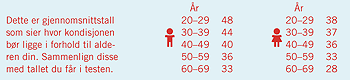 Dette er gjennomsnittstall
som sier hvor kondisjonen
bør ligge i forhold til alde-
ren din. Sammenlign disse
med tallet du får i testen.
År
20–29 48
30–39 44
40–49 40
50–59 36
60–69 33
År
20–29 38
30–39 37
40–49 36
50–59 33
60–69 28